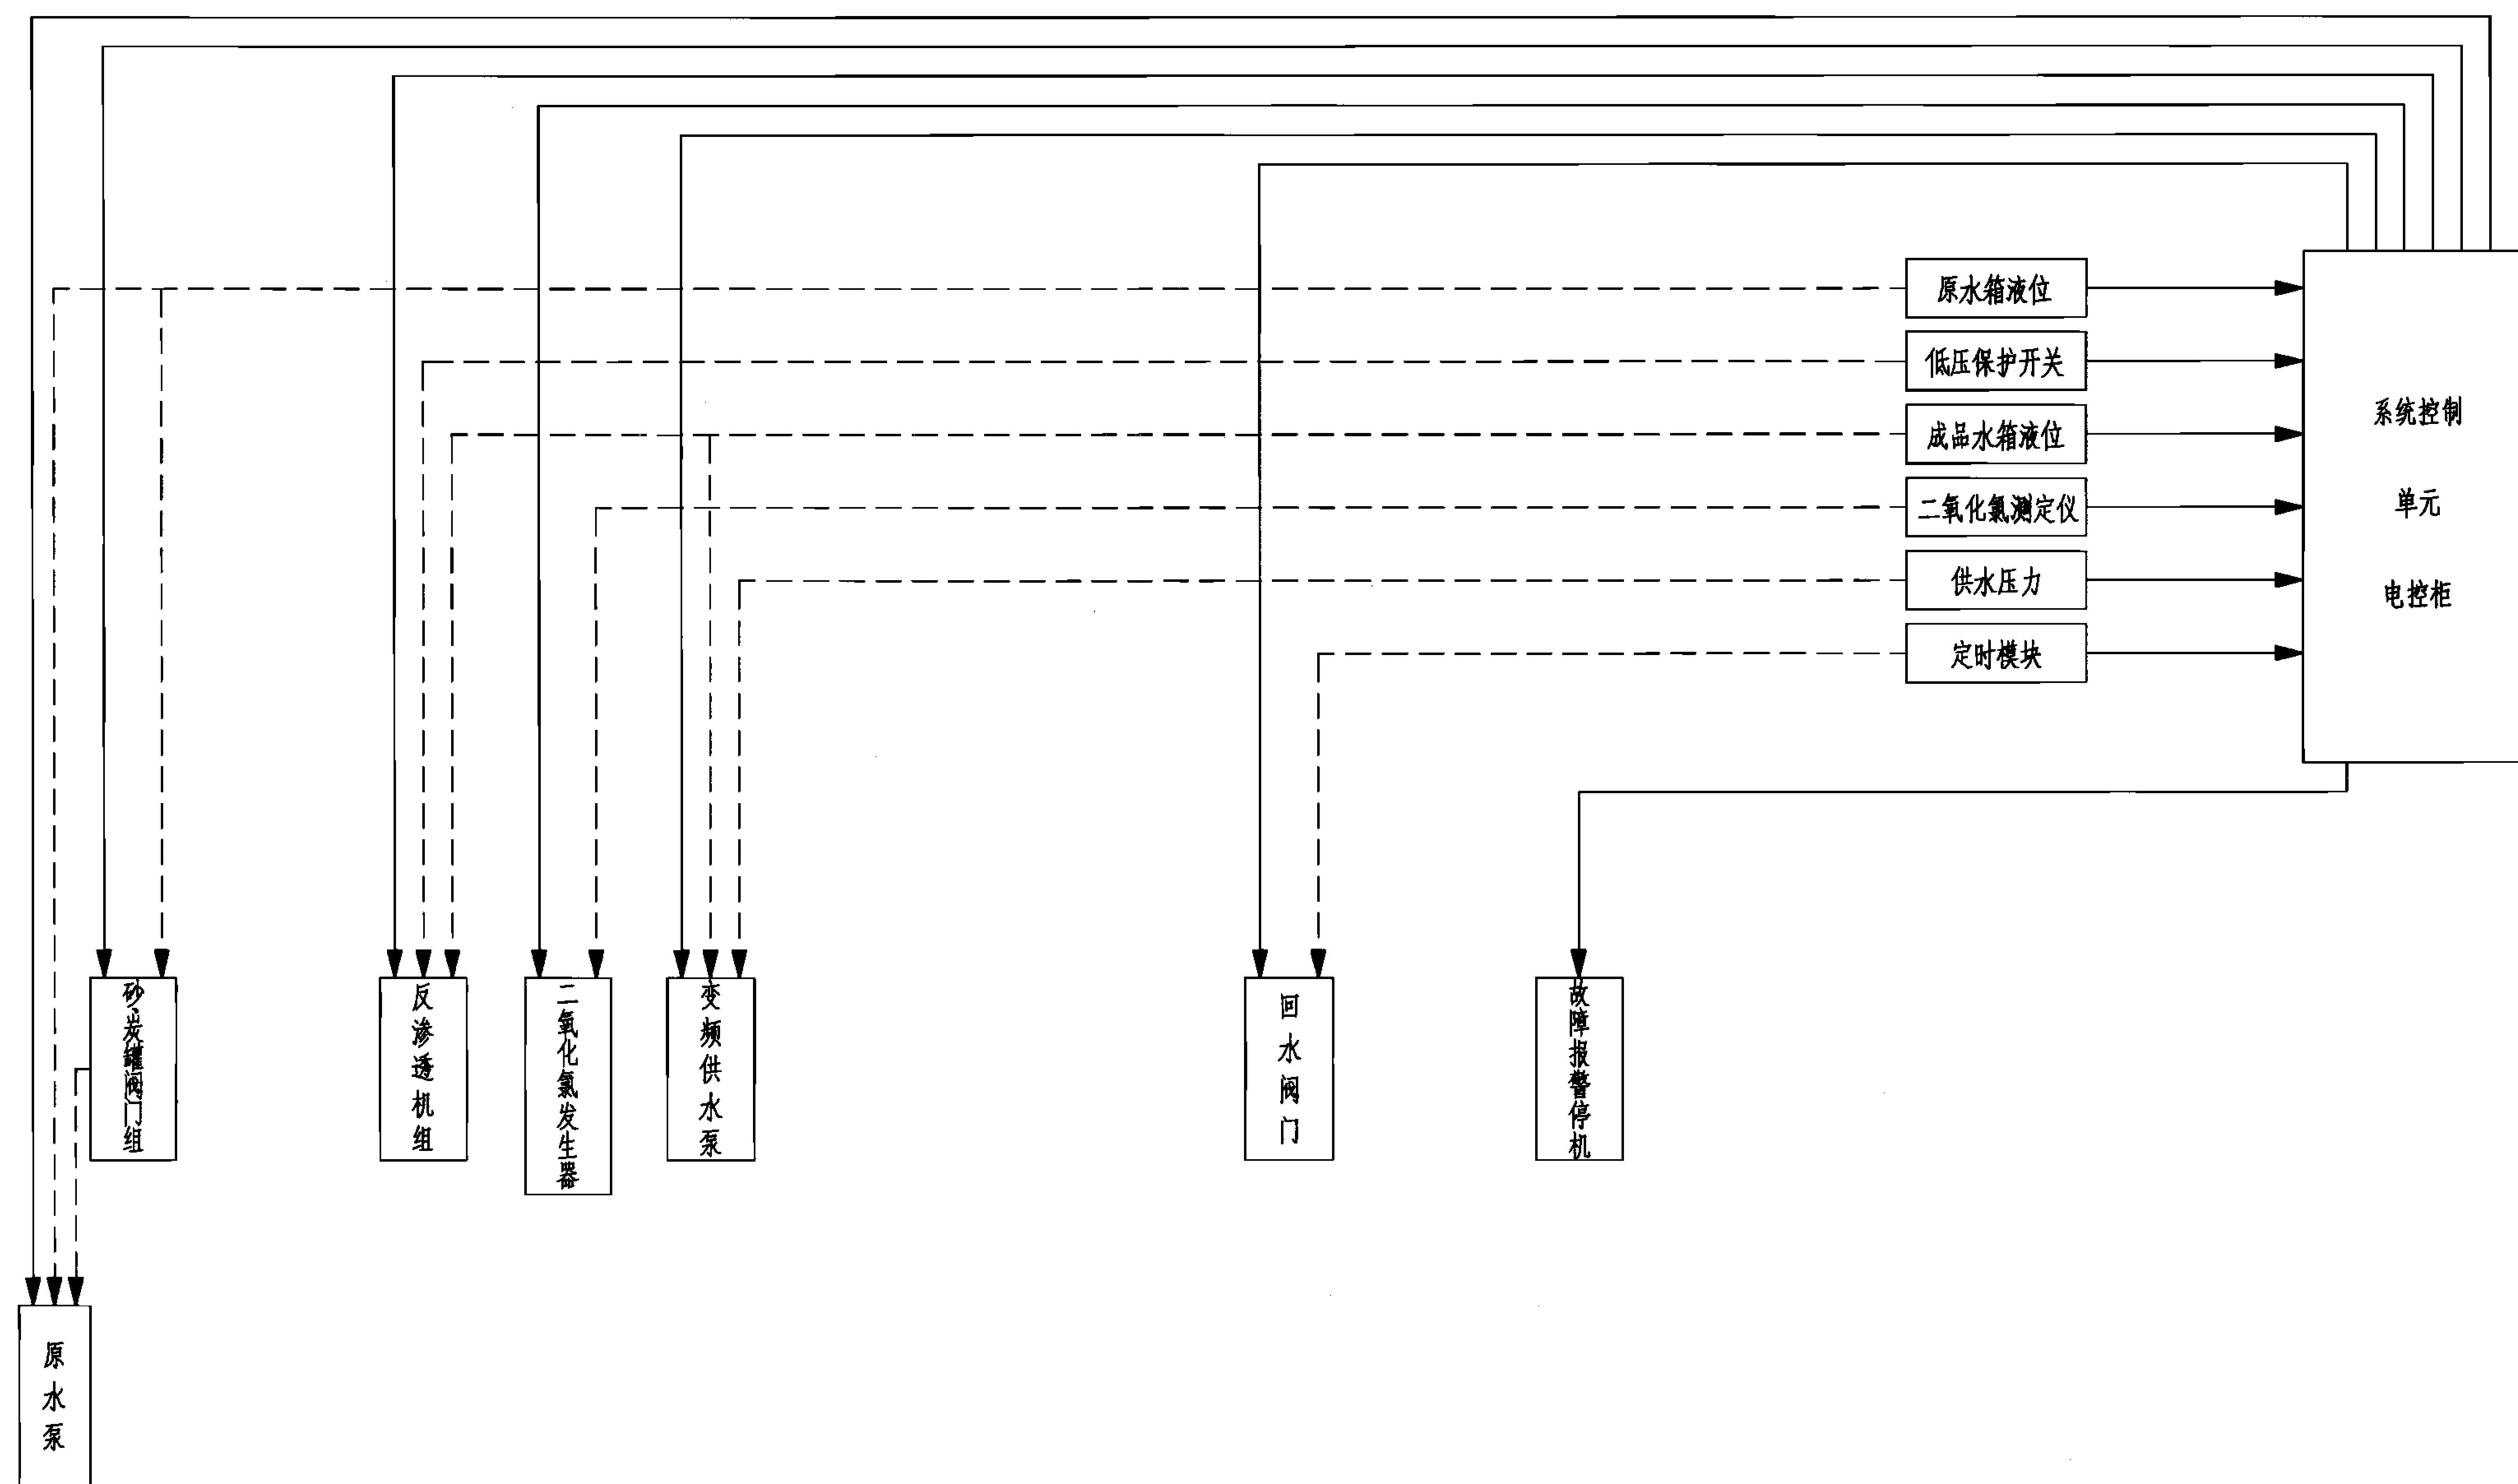 原水箱液位
低压保护开关
成品水箱液位
二氧化氯测定仪
供水压力
定时模块
系统控制
单元
电控柜
砂、炭罐阀门组
反渗透机组
二氧化氯发生器
变频供水泵
回水阀门
故障报警停机
原水泵